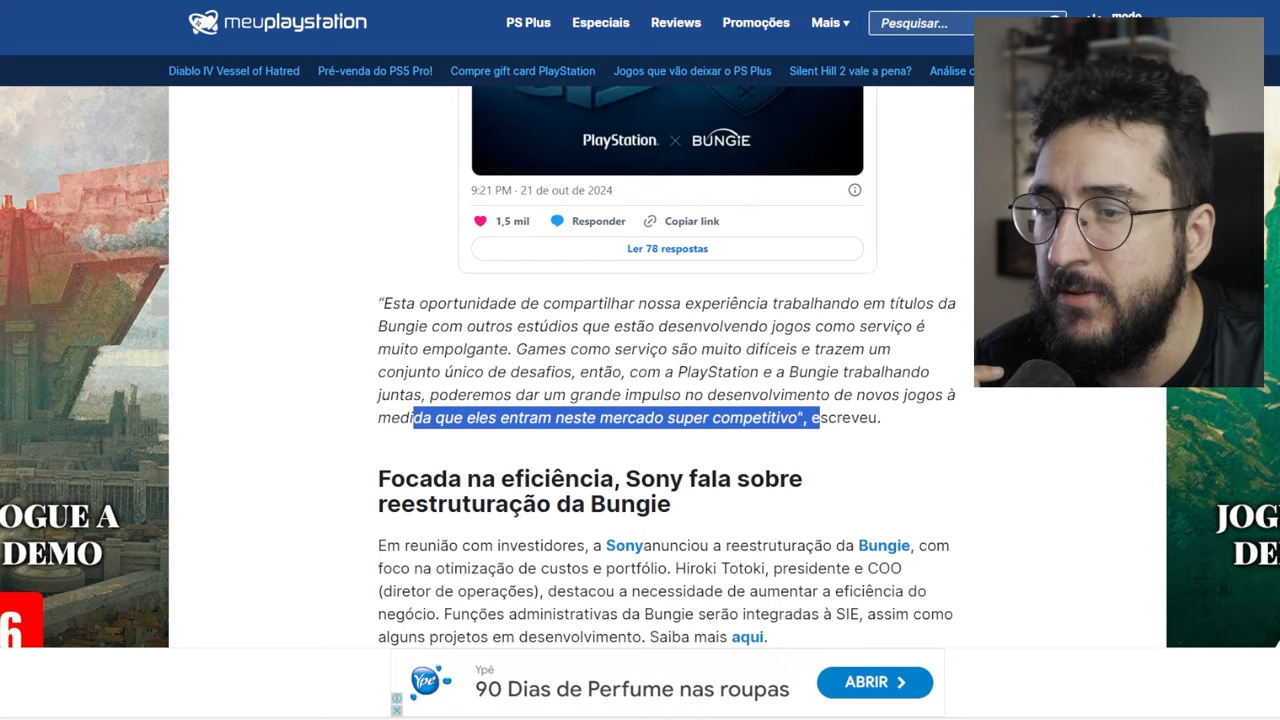 meuplaystation
PS Plus Especiais Reviews Promoções Mais ▾ Pesquisar... modo
Diablo IV Vessel of Hatred Pré-venda do PS5 Pro! Compre gift card PlayStation Jogos que vão deixar o PS Plus Silent Hill 2 vale a pena? Análise
PlayStation. × BUNGiE
9:21 PM · 21 de out de 2024
1,5 mil Responder Copiar link
Ler 78 respostas
“Esta oportunidade de compartilhar nossa experiência trabalhando em títulos da
Bungie com outros estúdios que estão desenvolvendo jogos como serviço é
muito empolgante. Games como serviço são muito difíceis e trazem um
conjunto único de desafios, então, com a PlayStation e a Bungie trabalhando
juntas, poderemos dar um grande impulso no desenvolvimento de novos jogos à
medida que eles entram neste mercado super competitivo“, escreveu.
Focada na eficiência, Sony fala sobre
reestruturação da Bungie
Em reunião com investidores, a Sonyanunciou a reestruturação da Bungie, com
foco na otimização de custos e portfólio. Hiroki Totoki, presidente e COO
(diretor de operações), destacou a necessidade de aumentar a eficiência do
negócio. Funções administrativas da Bungie serão integradas à SIE, assim como
alguns projetos em desenvolvimento. Saiba mais aqui.
OGUE A
DEMO
6
JOG
DE
Ypê
Ypê
90 Dias de Perfume nas roupas
ABRIR